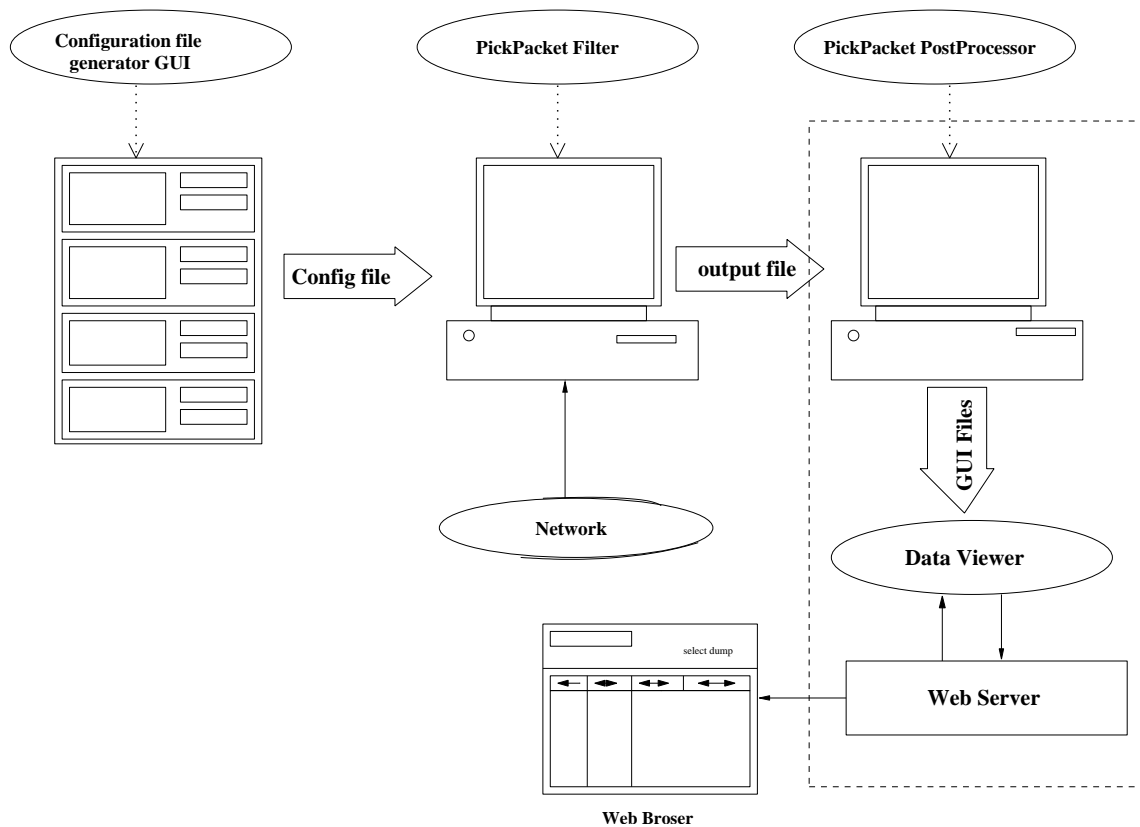 Configuration file
generator GUI
PickPacket Filter
PickPacket PostProcessor
Config file
output file
GUI Files
Network
Data Viewer
select dump
Web Server
Web Broser